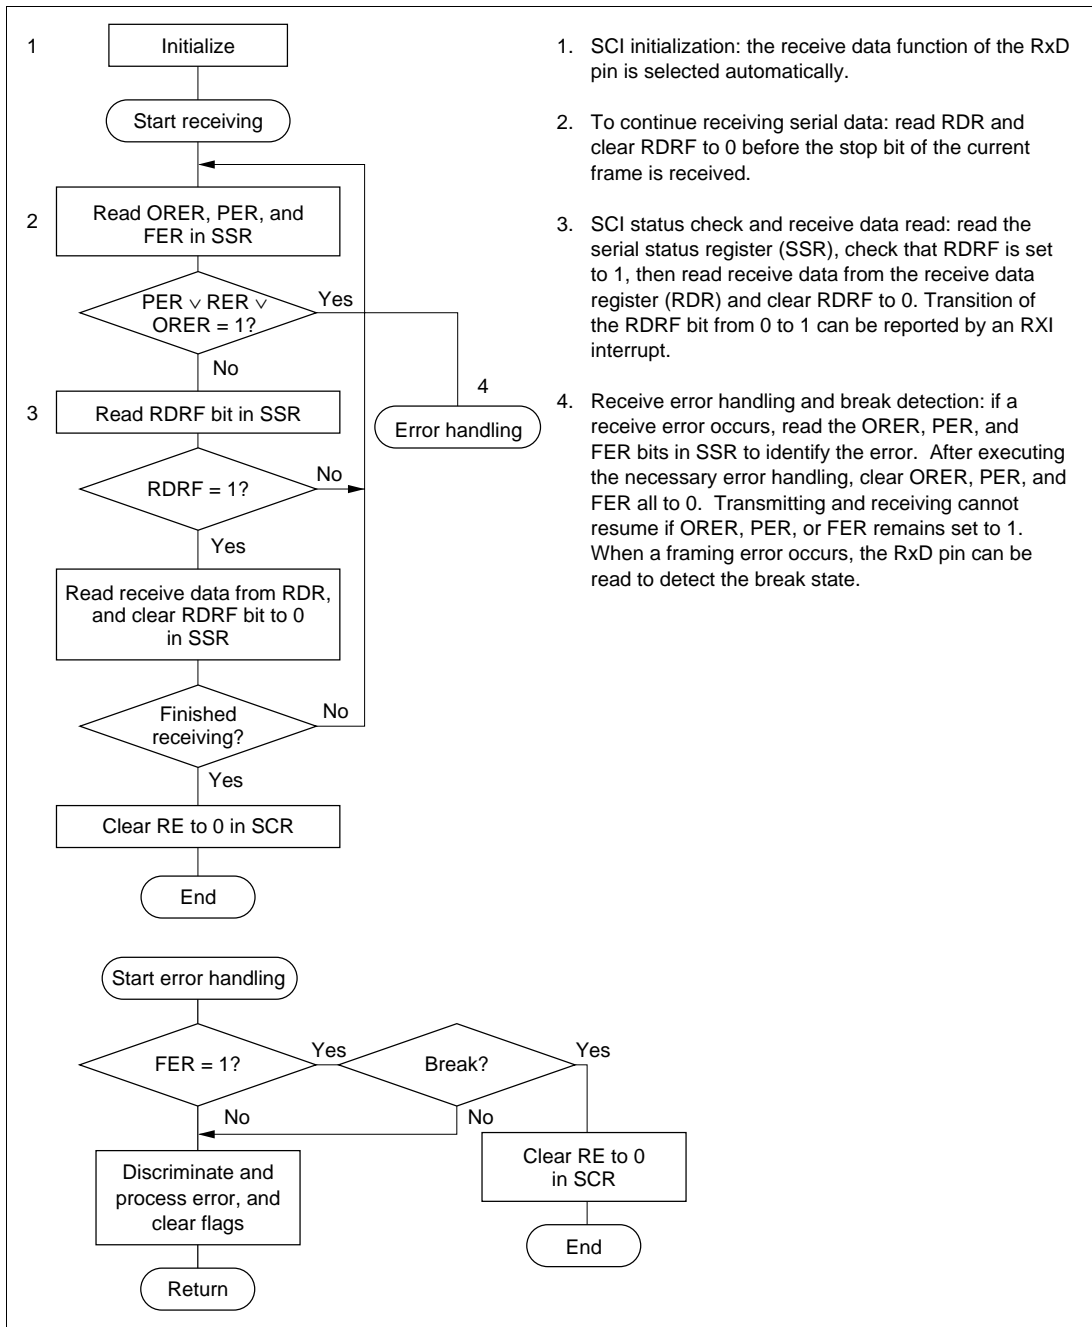 1
Initialize
Start receiving
2
Read ORER, PER, and
FER in SSR
PER ∨ RER ∨
ORER = 1?
Yes
No
4
Error handling
3
Read RDRF bit in SSR
RDRF = 1?
No
Yes
Read receive data from RDR,
and clear RDRF bit to 0
in SSR
Finished
receiving?
No
Yes
Clear RE to 0 in SCR
End
1. SCI initialization: the receive data function of the RxD
pin is selected automatically.
2. To continue receiving serial data: read RDR and
clear RDRF to 0 before the stop bit of the current
frame is received.
3. SCI status check and receive data read: read the
serial status register (SSR), check that RDRF is set
to 1, then read receive data from the receive data
register (RDR) and clear RDRF to 0. Transition of
the RDRF bit from 0 to 1 can be reported by an RXI
interrupt.
4. Receive error handling and break detection: if a
receive error occurs, read the ORER, PER, and
FER bits in SSR to identify the error. After executing
the necessary error handling, clear ORER, PER, and
FER all to 0. Transmitting and receiving cannot
resume if ORER, PER, or FER remains set to 1.
When a framing error occurs, the RxD pin can be
read to detect the break state.
Start error handling
FER = 1?
Yes
Break?
Yes
No
No
Discriminate and
process error, and
clear flags
Clear RE to 0
in SCR
End
Return